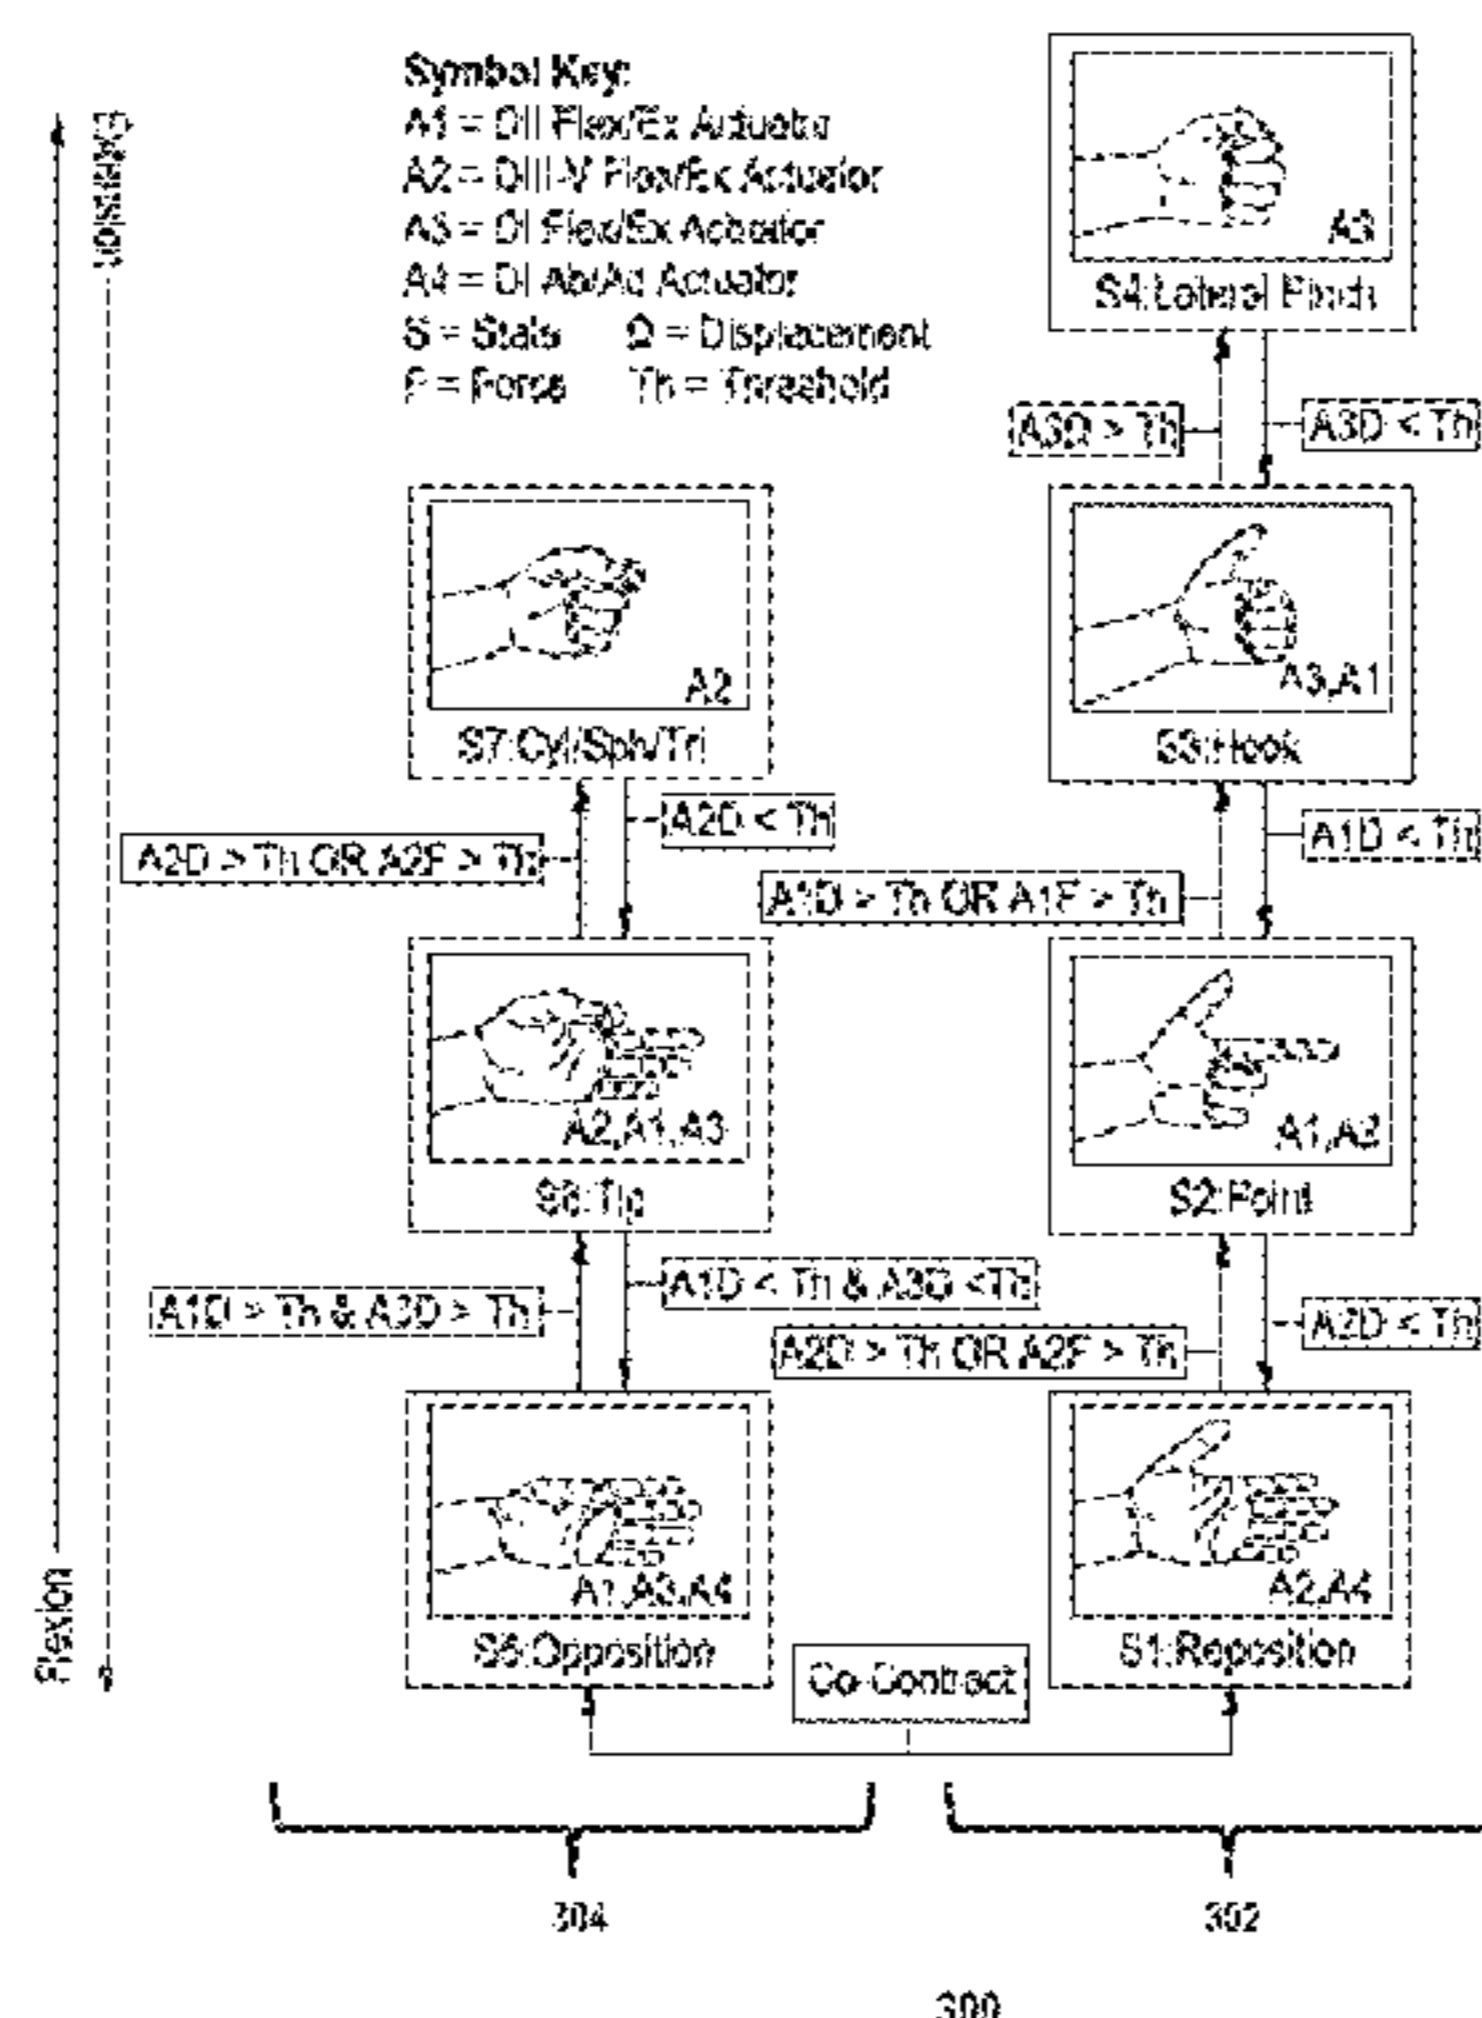 Symbol Key:
A1 = DII Flex/Ex Actuator
A2 = DIII-V Flex/Ex Actuator
A3 = DI Flex/Ex Actuator
A4 = DI Ab/Ad Actuator
S = State D = Displacement
F = Force Th = Threshold
Extension
Flexion
A3
S4:Lateral Pinch
A3D > Th
A3D < Th
A2
S7:Cyl/Sph/Tri
A3,A1
S3:Hook
A2D > Th OR A2F > Th
A2D < Th
A1D > Th OR A1F > Th
A1D < Th
A2,A1,A3
S6:Tip
A1,A2
S2:Point
A1D > Th & A3D > Th
A1D < Th & A3D <Th
A2D > Th OR A2F > Th
A2D < Th
A1,A3,A4
S5:Opposition
A2,A4
S1:Reposition
Co-Contract
304
302
300